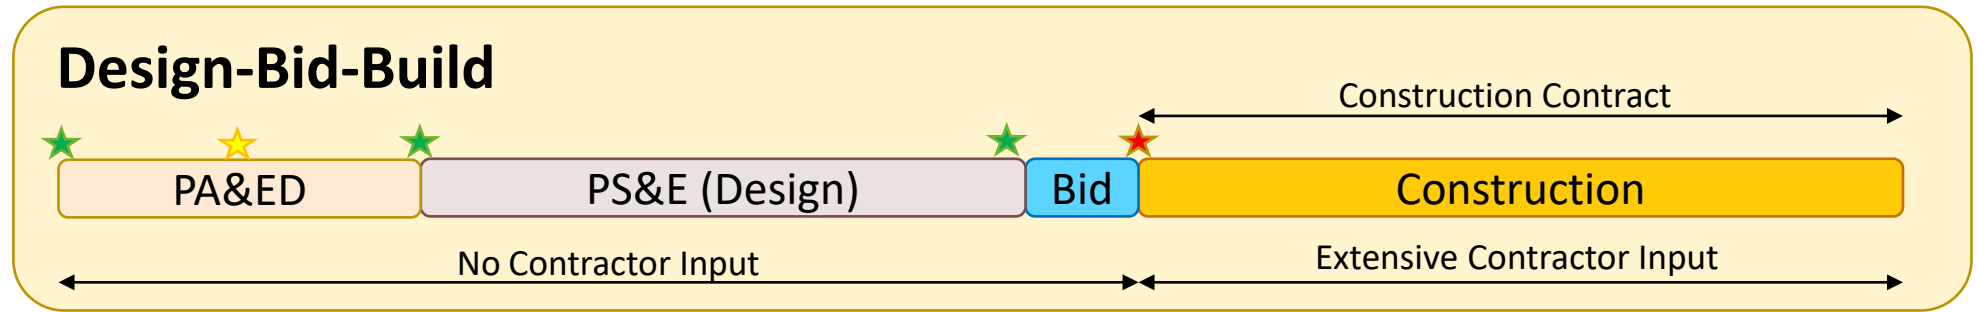 Design-Bid-Build
Construction Contract
PA&ED
PS&E (Design)
Bid
Construction
No Contractor Input
Extensive Contractor Input